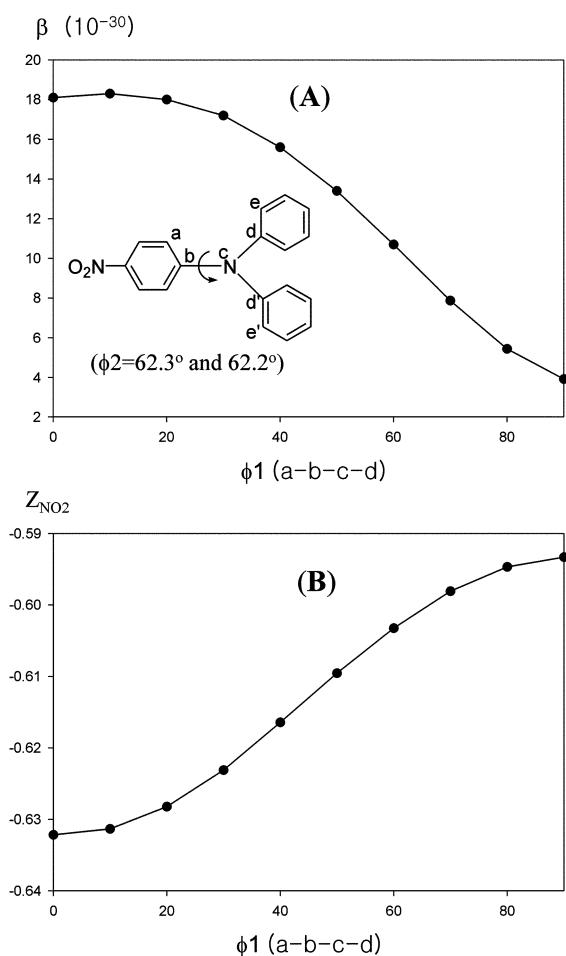 β (10⁻³⁰)
20
18
16
14
12
10
8
6
4
2
(A)
a
b
c
d
e
d'
e'
O₂N
N
(ϕ2=62.3º and 62.2º)
0 20 40 60 80
ϕ1 (a-b-c-d)
Z_NO2
-0.59
-0.60
-0.61
-0.62
-0.63
-0.64
(B)
0 20 40 60 80
ϕ1 (a-b-c-d)